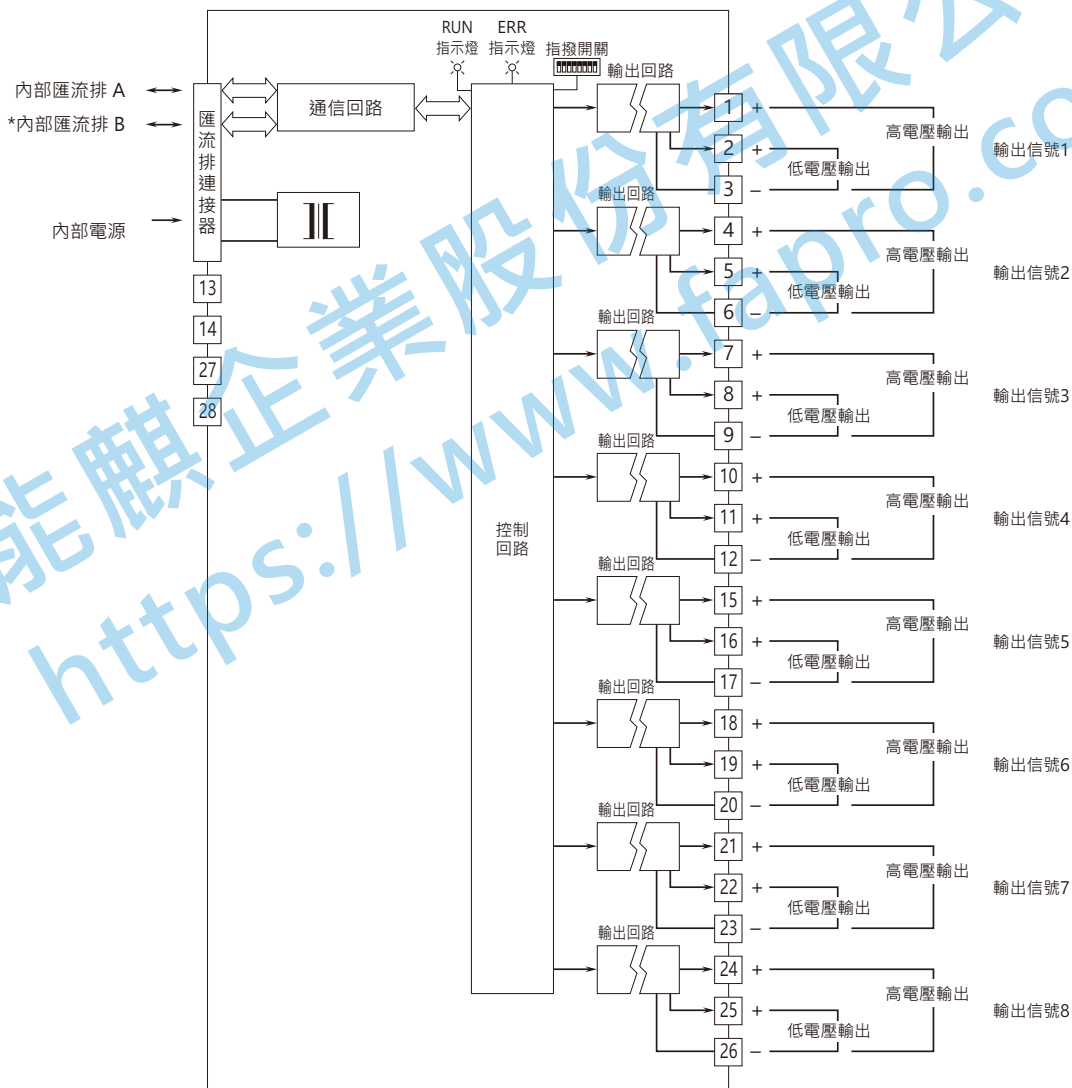 RUN
指示燈
ERR
指示燈
指撥開關
輸出回路
內部匯流排 A
*內部匯流排 B
內部電源
匯流排連接器
通信回路
13
14
27
28
控制
回路
1 +
高電壓輸出
2 +
低電壓輸出
3 −
輸出信號1
輸出回路
4 +
高電壓輸出
5 +
低電壓輸出
6 −
輸出信號2
輸出回路
7 +
高電壓輸出
8 +
低電壓輸出
9 −
輸出信號3
輸出回路
10 +
高電壓輸出
11 +
低電壓輸出
12 −
輸出信號4
輸出回路
15 +
高電壓輸出
16 +
低電壓輸出
17 −
輸出信號5
輸出回路
18 +
高電壓輸出
19 +
低電壓輸出
20 −
輸出信號6
輸出回路
21 +
高電壓輸出
22 +
低電壓輸出
23 −
輸出信號7
輸出回路
24 +
高電壓輸出
25 +
低電壓輸出
26 −
輸出信號8
能麒企業股份有限公
https://www.fapro.co